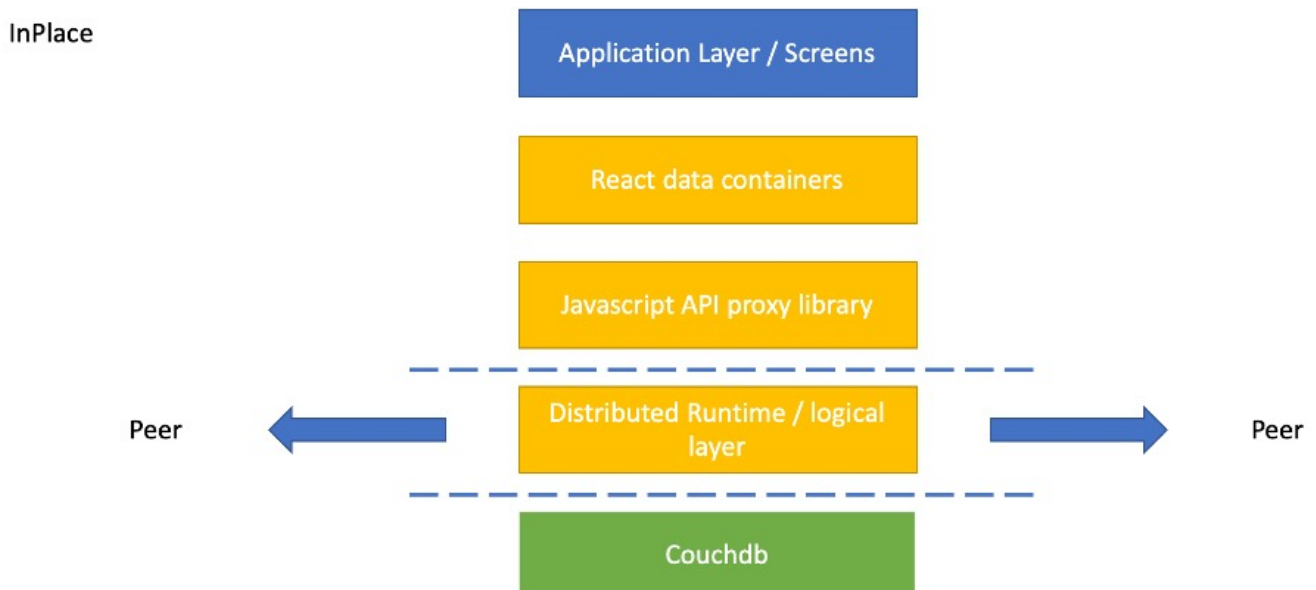 InPlace
Application Layer / Screens
React data containers
Javascript API proxy library
Peer
Distributed Runtime / logical
layer
Peer
Couchdb